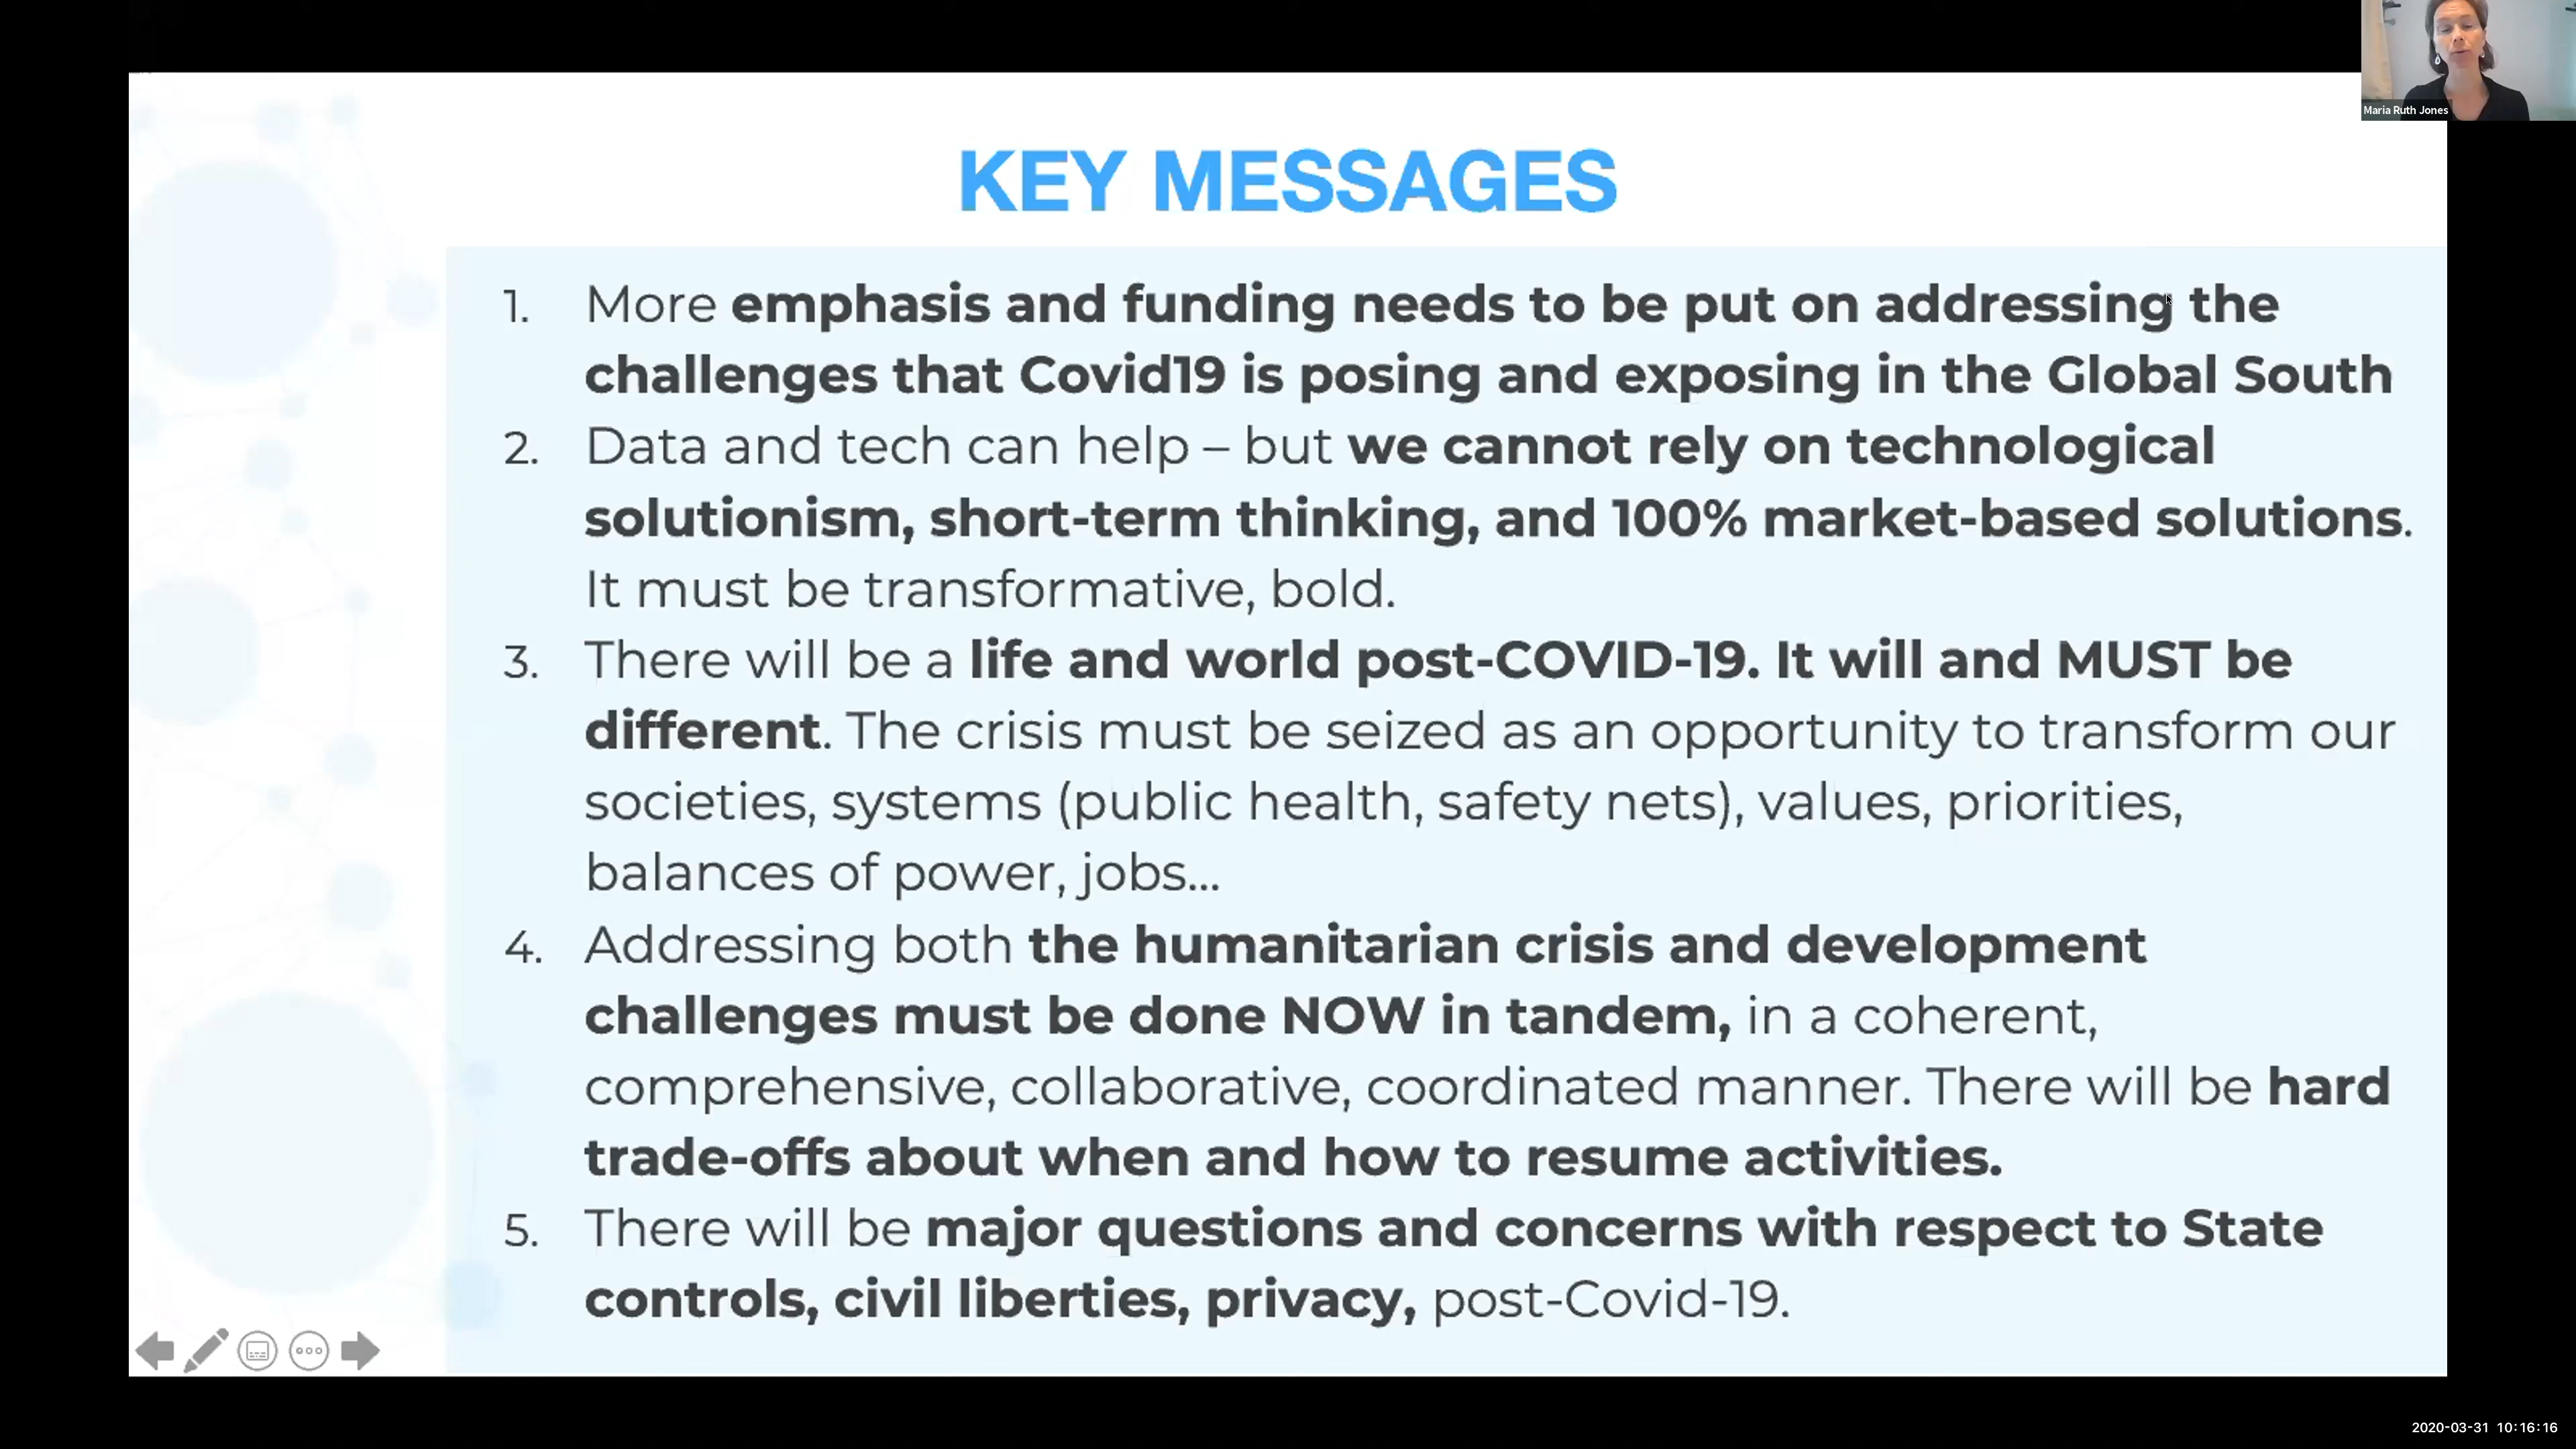 Maria Ruth Jones
KEY MESSAGES
1. More emphasis and funding needs to be put on addressing the
challenges that Covid19 is posing and exposing in the Global South
2. Data and tech can help – but we cannot rely on technological
solutionism, short-term thinking, and 100% market-based solutions.
It must be transformative, bold.
3. There will be a life and world post-COVID-19. It will and MUST be
different. The crisis must be seized as an opportunity to transform our
societies, systems (public health, safety nets), values, priorities,
balances of power, jobs...
4. Addressing both the humanitarian crisis and development
challenges must be done NOW in tandem, in a coherent,
comprehensive, collaborative, coordinated manner. There will be hard
trade-offs about when and how to resume activities.
5. There will be major questions and concerns with respect to State
controls, civil liberties, privacy, post-Covid-19.
2020-03-31 10:16:16